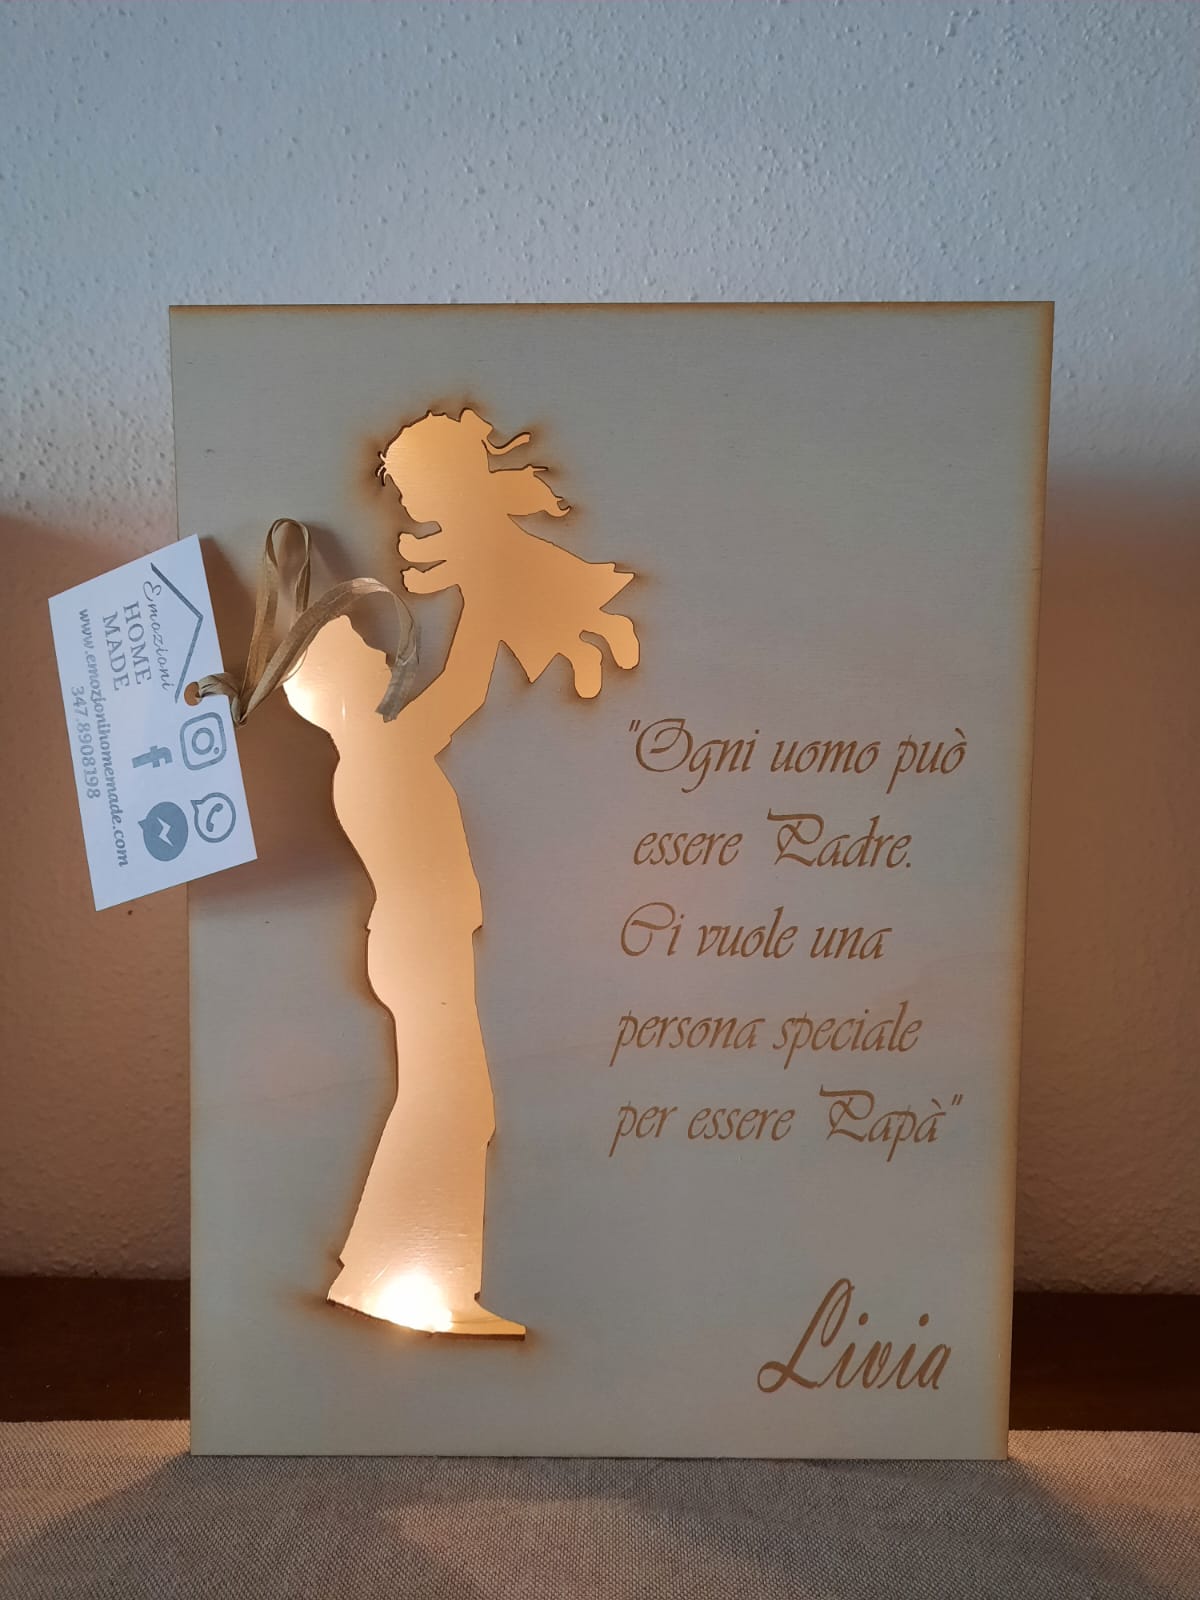 Emozioni
HOME
MADE
www.emozionihomemade.com
347.8908198
"Ogni uomo può
essere Padre.
Ci vuole una
persona speciale
per essere Papà"
Livia